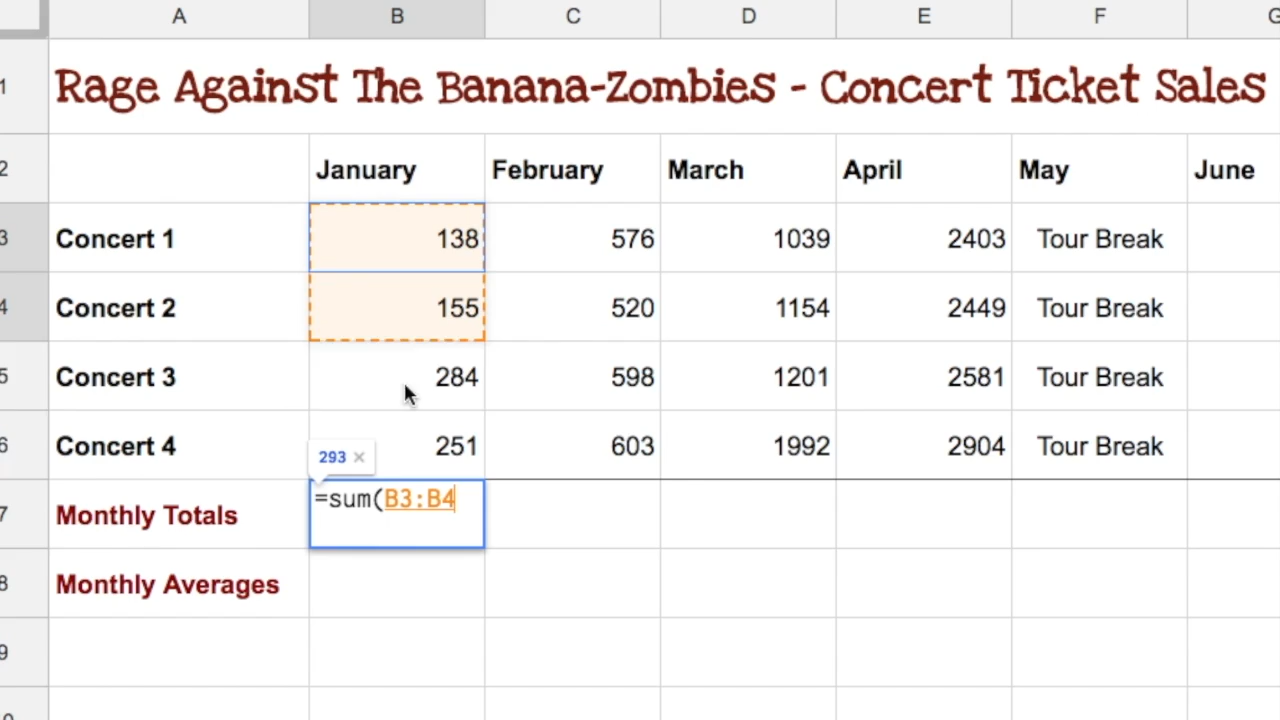 A B C D E F G
1 Rage Against The Banana-Zombies - Concert Ticket Sales
2 January February March April May June
3 Concert 1 138 576 1039 2403 Tour Break
4 Concert 2 155 520 1154 2449 Tour Break
5 Concert 3 284 598 1201 2581 Tour Break
6 Concert 4 251 603 1992 2904 Tour Break
293 ×
7 Monthly Totals =sum(B3:B4
8 Monthly Averages
9